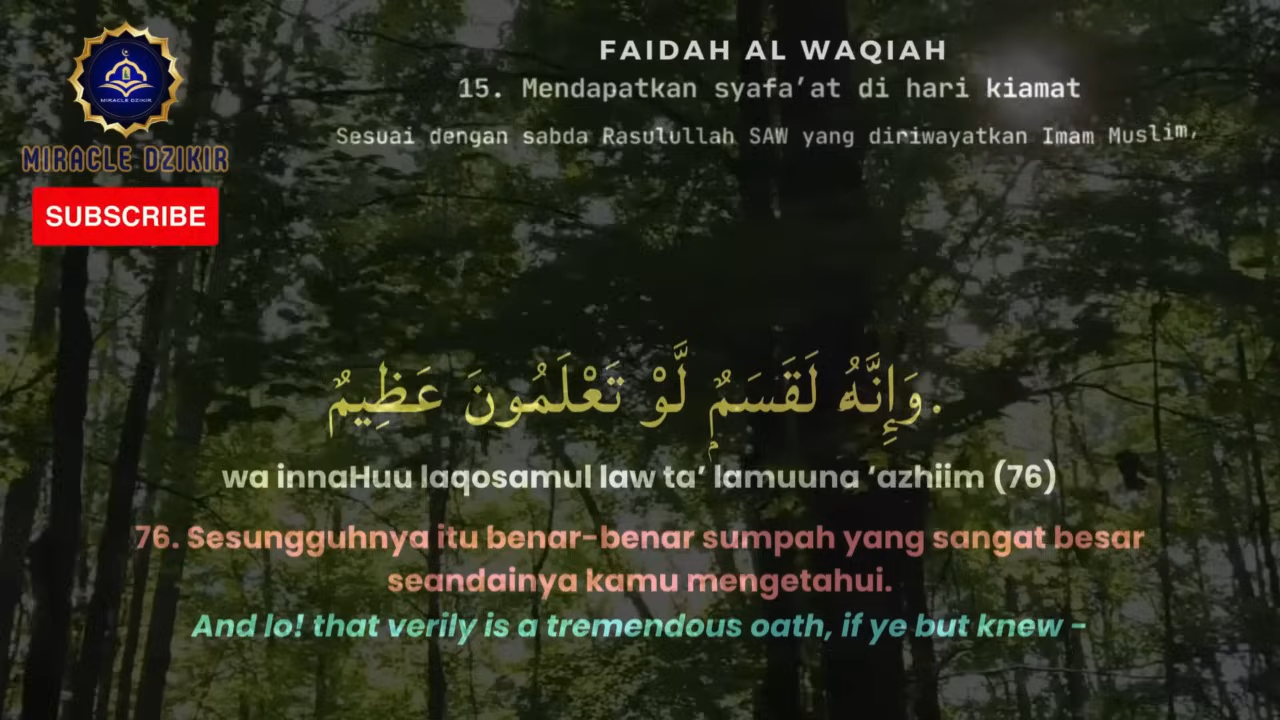 FAIDAH AL WAQIAH
15. Mendapatkan syafa’at di hari kiamat
Sesuai dengan sabda Rasulullah SAW yang diriwayatkan Imam Muslim,
MIRACLE DZIKIR
MIRACLE DZIKIR
SUBSCRIBE
وَإِنَّهُ لَقَسَمٌ لَّوْ تَعْلَمُونَ عَظِيمٌ.
wa innaHuu laqosamul law ta’ lamuuna ’azhiim (76)
76. Sesungguhnya itu benar-benar sumpah yang sangat besar
seandainya kamu mengetahui.
And lo! that verily is a tremendous oath, if ye but knew -